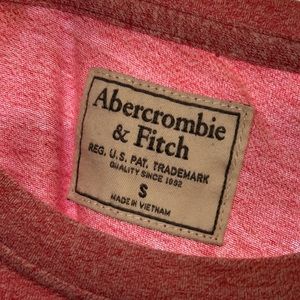 Abercrombie
& Fitch
REG. U.S. PAT. TRADEMARK
QUALITY SINCE 1892
S
MADE IN VIETNAM